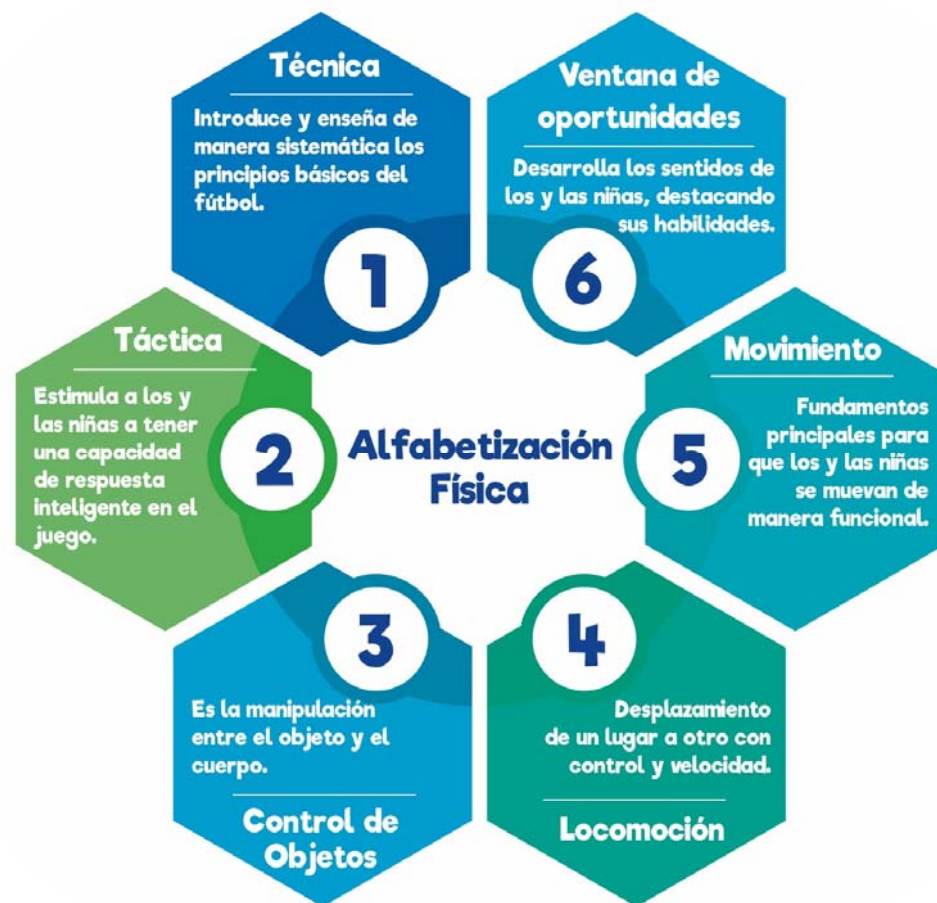 Técnica
Introduce y enseña de
manera sistemática los
principios básicos del
fútbol.
1
Táctica
Estimula a los y
las niñas a tener
una capacidad
de respuesta
inteligente en el
juego.
2
Alfabetización
Física
3
Es la manipulación
entre el objeto y el
cuerpo.
Control de
Objetos
4
Desplazamiento
de un lugar a otro con
control y velocidad.
Locomoción
Movimiento
Fundamentos
principales para
que los y las niñas
se muevan de
manera funcional.
5
Ventana de
oportunidades
Desarrolla los sentidos de
los y las niñas, destacando
sus habilidades.
6